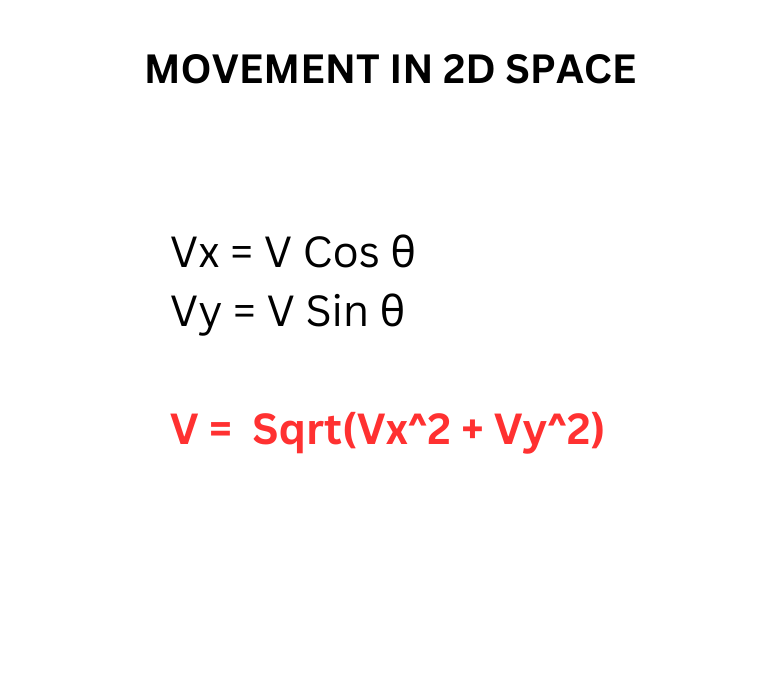 MOVEMENT IN 2D SPACE
Vx = V Cos θ
Vy = V Sin θ
V = Sqrt(Vx^2 + Vy^2)